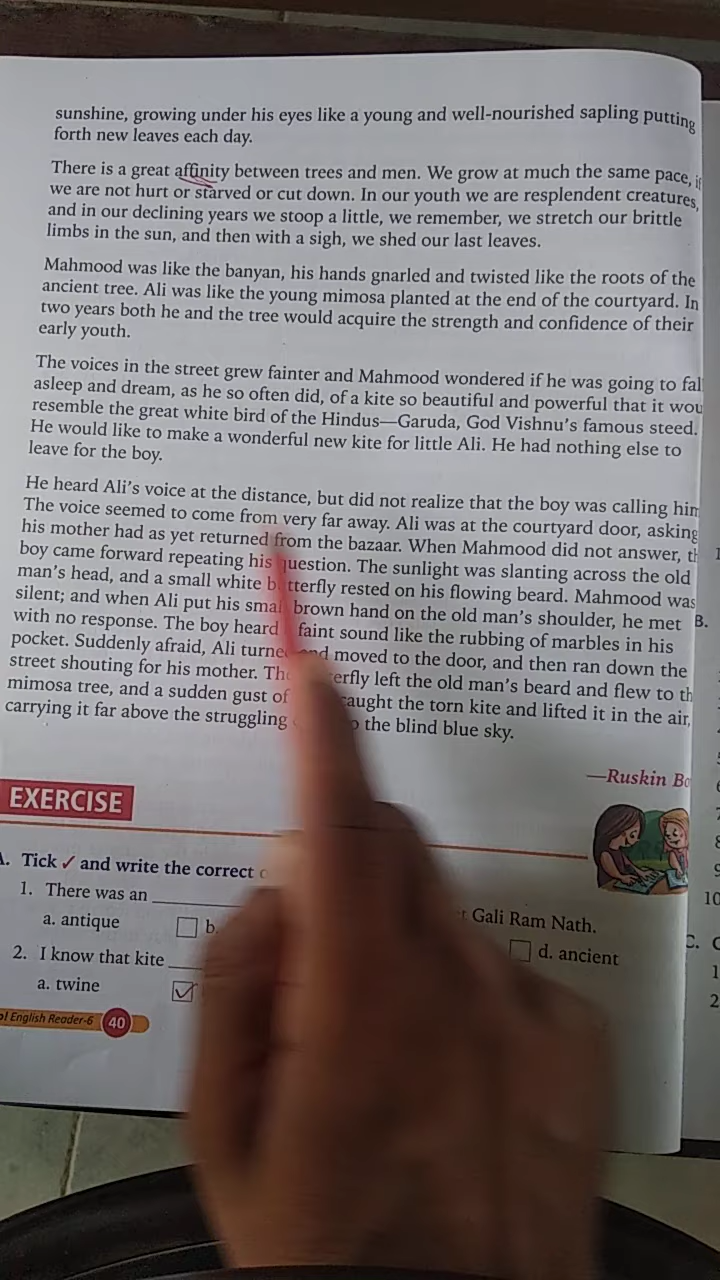 sunshine, growing under his eyes like a young and well-nourished sapling putting
forth new leaves each day.
There is a great affinity between trees and men. We grow at much the same pace,
we are not hurt or starved or cut down. In our youth we are resplendent creatures,
and in our declining years we stoop a little, we remember, we stretch our brittle
limbs in the sun, and then with a sigh, we shed our last leaves.
Mahmood was like the banyan, his hands gnarled and twisted like the roots of the
ancient tree. Ali was like the young mimosa planted at the end of the courtyard. In
two years both he and the tree would acquire the strength and confidence of their
early youth.
The voices in the street grew fainter and Mahmood wondered if he was going to
asleep and dream, as he so often did, of a kite so beautiful and powerful that it
resemble the great white bird of the Hindus—Garuda, God Vishnu's famous steed.
He would like to make a wonderful new kite for little Ali. He had nothing else to
leave for the boy.
He heard Ali's voice at the distance, but did not realize that the boy was calling
The voice seemed to come from very far away. Ali was at the courtyard door, asking
his mother had as yet returned from the bazaar. When Mahmood did not answer,
boy came forward repeating his question. The sunlight was slanting across the old
man's head, and a small white butterfly rested on his flowing beard. Mahmood was
silent; and when Ali put his small brown hand on the old man's shoulder, he met
with no response. The boy heard faint sound like the rubbing of marbles in his
pocket. Suddenly afraid, Ali turned and moved to the door, and then ran down the
street shouting for his mother. The left the old man's beard and flew to
mimosa tree, and a sudden gust of caught the torn kite and lifted it in the air,
carrying it far above the struggling the blind blue sky.
—Ruskin
EXERCISE
Tick ✓ and write the correct
1. There was an ___ Gali Ram Nath.
a. antique b. d. ancient
2. I know that kite ___
a. twine
English Reader-6 40
B.
10
C.
1
2